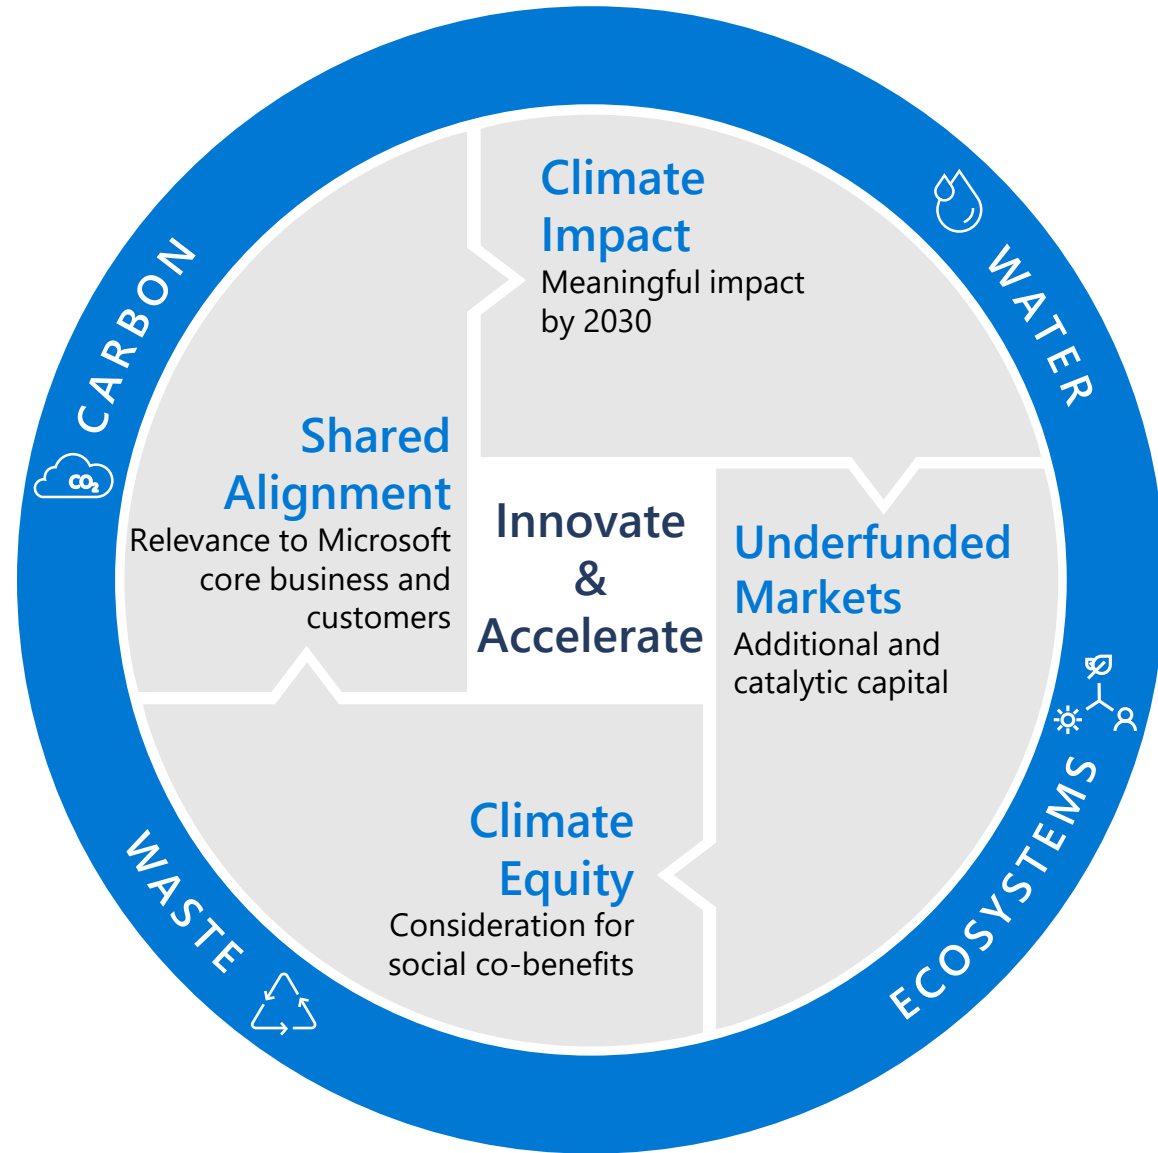 CARBON
CO₂
WATER
ECOSYSTEMS
WASTE
Climate
Impact
Meaningful impact
by 2030
Shared
Alignment
Relevance to Microsoft
core business and
customers
Innovate
&
Accelerate
Underfunded
Markets
Additional and
catalytic capital
Climate
Equity
Consideration for
social co-benefits